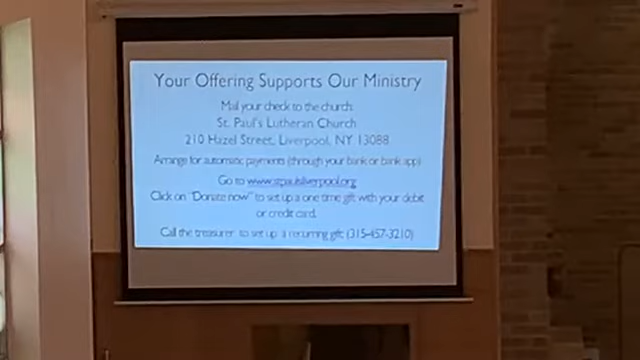 Your Offering Supports Our Ministry
Mail your check to the church:
St. Paul's Lutheran Church
210 Hazel Street, Liverpool, NY 13088
Arrange for automatic payments (through your bank or bank app)
Go to www.stpaulsliverpool.org
Click on "Donate now" to set up a one time gift with your debit
or credit card.
Call the treasurer to set up a recurring gift (315-457-3210)